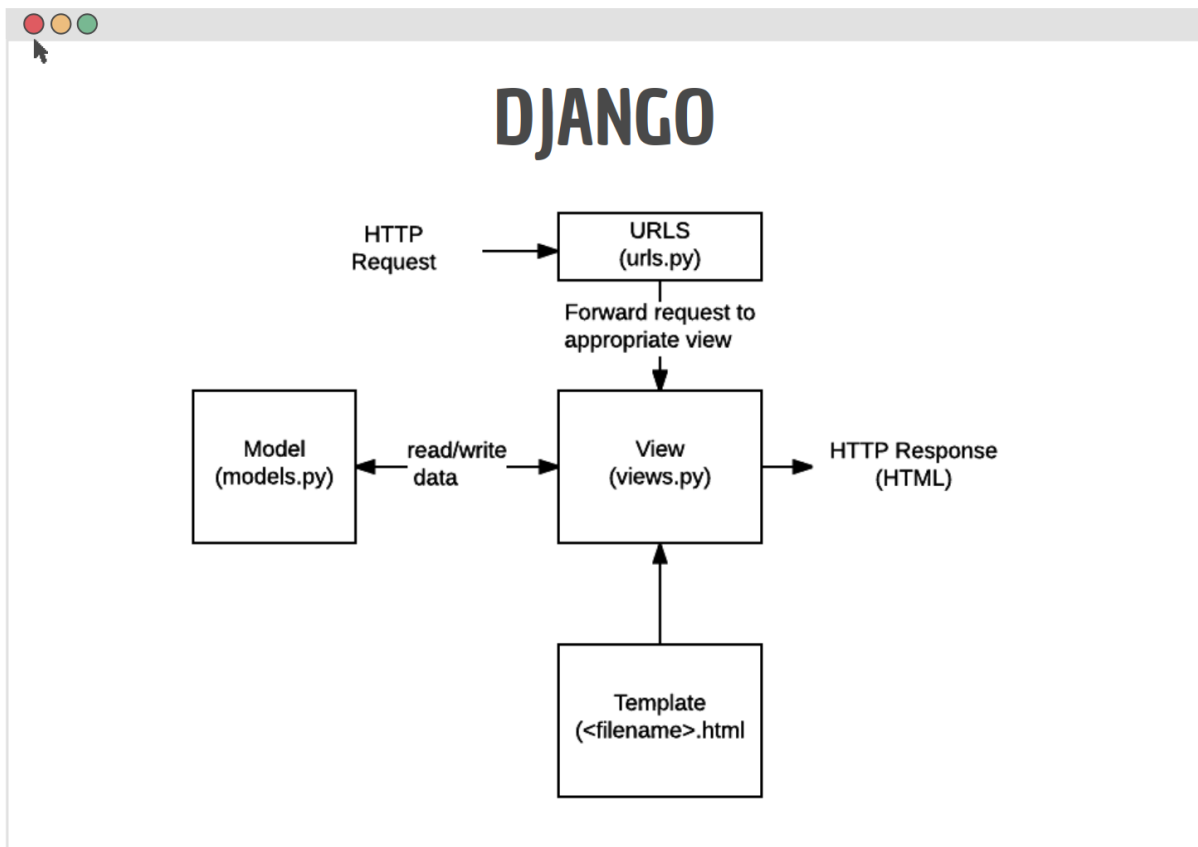 DJANGO
HTTP
Request
URLS
(urls.py)
Forward request to
appropriate view
Model
(models.py)
read/write
data
View
(views.py)
HTTP Response
(HTML)
Template
(<filename>.html